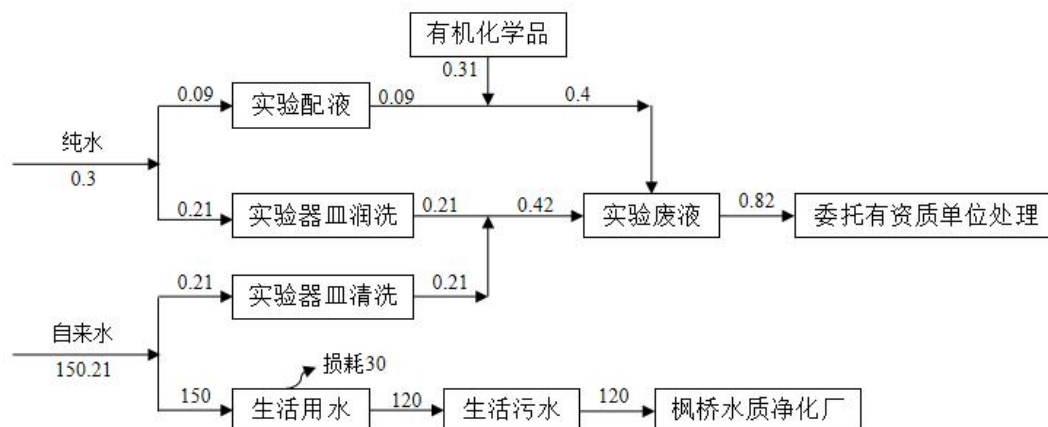 有机化学品
0.31
0.09
实验配液
0.09
0.4
纯水
0.3
0.21
实验器皿润洗
0.21
0.42
实验废液
0.82
委托有资质单位处理
0.21
实验器皿清洗
0.21
自来水
150.21
损耗30
150
生活用水
120
生活污水
120
枫桥水质净化厂